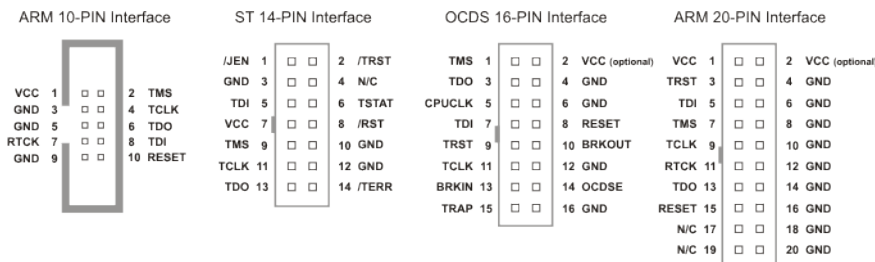 ARM 10-PIN Interface
VCC 1 2 TMS
GND 3 4 TCLK
GND 5 6 TDO
RTCK 7 8 TDI
GND 9 10 RESET
ST 14-PIN Interface
/JEN 1 2 /TRST
GND 3 4 N/C
TDI 5 6 TSTAT
VCC 7 8 /RST
TMS 9 10 GND
TCLK 11 12 GND
TDO 13 14 /TERR
OCDS 16-PIN Interface
TMS 1 2 VCC (optional)
TDO 3 4 GND
CPUCLK 5 6 GND
TDI 7 8 RESET
TRST 9 10 BRKOUT
TCLK 11 12 GND
BRKIN 13 14 OCDSE
TRAP 15 16 GND
ARM 20-PIN Interface
VCC 1 2 VCC (optional)
TRST 3 4 GND
TDI 5 6 GND
TMS 7 8 GND
TCLK 9 10 GND
RTCK 11 12 GND
TDO 13 14 GND
RESET 15 16 GND
N/C 17 18 GND
N/C 19 20 GND